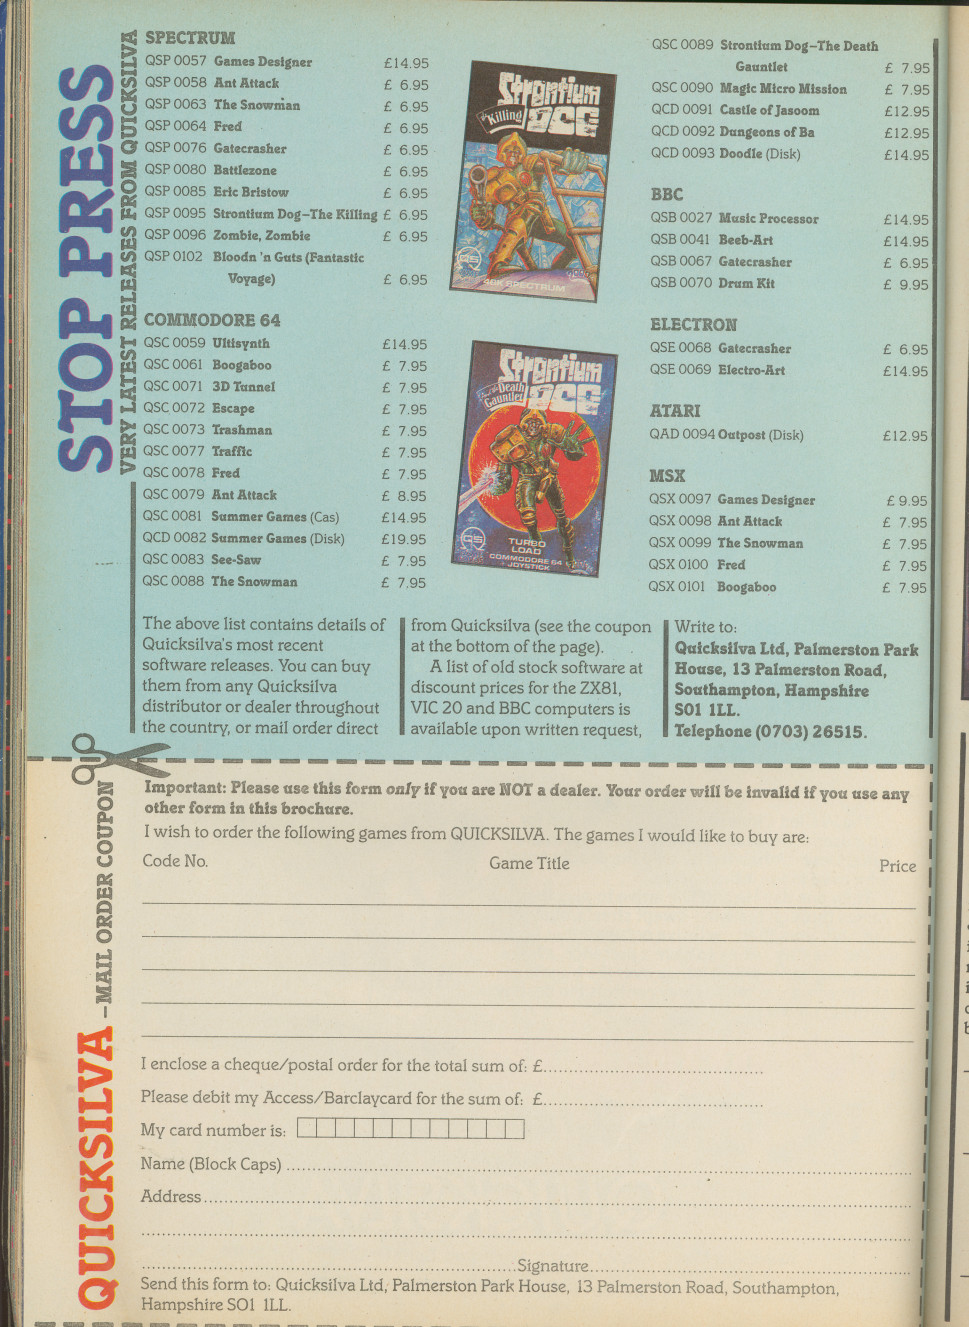 STOP PRESS
VERY LATEST RELEASES FROM QUICKSILVA
SPECTRUM
QSP 0057 Games Designer £14.95
QSP 0058 Ant Attack £ 6.95
QSP 0063 The Snowman £ 6.95
QSP 0064 Fred £ 6.95
QSP 0076 Gatecrasher £ 6.95
QSP 0080 Battlezone £ 6.95
QSP 0085 Eric Bristow £ 6.95
QSP 0095 Strontium Dog–The Killing £ 6.95
QSP 0096 Zombie, Zombie £ 6.95
QSP 0102 Bloodn 'n Guts (Fantastic
Voyage) £ 6.95
COMMODORE 64
QSC 0059 Ultisynth £14.95
QSC 0061 Boogaboo £ 7.95
QSC 0071 3D Tunnel £ 7.95
QSC 0072 Escape £ 7.95
QSC 0073 Trashman £ 7.95
QSC 0077 Traffic £ 7.95
QSC 0078 Fred £ 7.95
QSC 0079 Ant Attack £ 8.95
QSC 0081 Summer Games (Cas) £14.95
QCD 0082 Summer Games (Disk) £19.95
QSC 0083 See-Saw £ 7.95
QSC 0088 The Snowman £ 7.95
Strontium
The Killing
DOG
QS
48K SPECTRUM
Strontium
Death
Gauntlet
DOG
QS
TURBO
LOAD
COMMODORE 64
+ JOYSTICK
QSC 0089 Strontium Dog–The Death
Gauntlet £ 7.95
QSC 0090 Magic Micro Mission £ 7.95
QCD 0091 Castle of Jasoom £12.95
QCD 0092 Dungeons of Ba £12.95
QCD 0093 Doodle (Disk) £14.95
BBC
QSB 0027 Music Processor £14.95
QSB 0041 Beeb-Art £14.95
QSB 0067 Gatecrasher £ 6.95
QSB 0070 Drum Kit £ 9.95
ELECTRON
QSE 0068 Gatecrasher £ 6.95
QSE 0069 Electro-Art £14.95
ATARI
QAD 0094 Outpost (Disk) £12.95
MSX
QSX 0097 Games Designer £ 9.95
QSX 0098 Ant Attack £ 7.95
QSX 0099 The Snowman £ 7.95
QSX 0100 Fred £ 7.95
QSX 0101 Boogaboo £ 7.95
The above list contains details of
Quicksilva's most recent
software releases. You can buy
them from any Quicksilva
distributor or dealer throughout
the country, or mail order direct
from Quicksilva (see the coupon
at the bottom of the page).
A list of old stock software at
discount prices for the ZX81,
VIC 20 and BBC computers is
available upon written request,
Write to:
Quicksilva Ltd, Palmerston Park
House, 13 Palmerston Road,
Southampton, Hampshire
SO1 1LL.
Telephone (0703) 26515.
QUICKSILVA – MAIL ORDER COUPON
Important: Please use this form only if you are NOT a dealer. Your order will be invalid if you use any
other form in this brochure.
I wish to order the following games from QUICKSILVA. The games I would like to buy are:
Code No. Game Title Price
I enclose a cheque/postal order for the total sum of: £
Please debit my Access/Barclaycard for the sum of: £
My card number is:
Name (Block Caps)
Address
Signature
Send this form to: Quicksilva Ltd, Palmerston Park House, 13 Palmerston Road, Southampton,
Hampshire SO1 1LL.